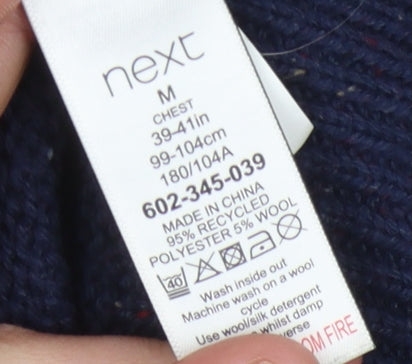 next
M
CHEST
39-41in
99-104cm
180/104A
602-345-039
MADE IN CHINA
95% RECYCLED
POLYESTER 5% WOOL
40
Wash inside out
Machine wash on a wool
cycle
Use wool/silk detergent
whilst damp
FIRE